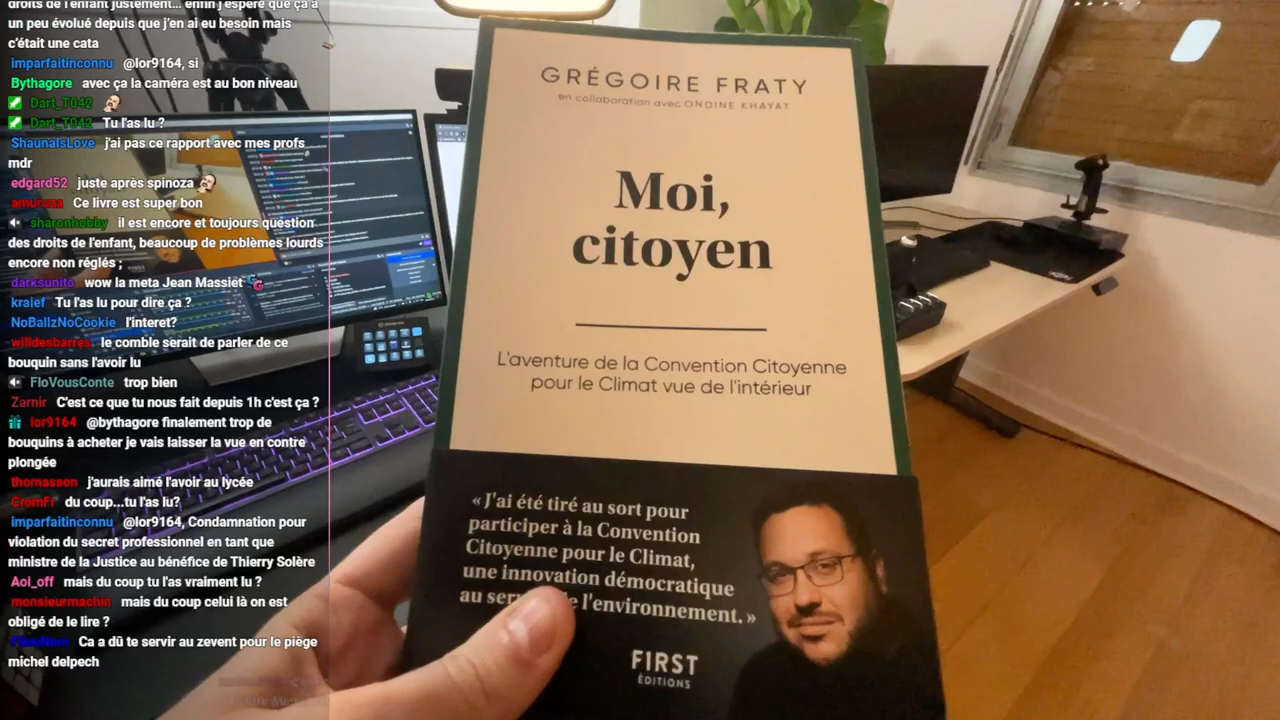 droits de l'enfant justement... enfin j'espère que ça a
un peu évolué depuis que j'en ai eu besoin mais
c'était une cata
imparfaitinconnu @lor9164, si
Bythagore avec ça la caméra est au bon niveau
Dart_T042
Dart_T042 Tu l'as lu ?
ShaunaIsLove j'ai pas ce rapport avec mes profs
mdr
edgard52 juste après spinoza
amuruza Ce livre est super bon
sharonhobby il est encore et toujours question
des droits de l'enfant, beaucoup de problèmes lourds
encore non réglés ;
darksunito wow la meta Jean Massiet
kralef Tu l'as lu pour dire ça ?
NoBallzNoCookie l'interet?
willdesbarres le comble serait de parler de ce
bouquin sans l'avoir lu
FloVousConte trop bien
Zarnir C'est ce que tu nous fait depuis 1h c'est ça ?
lor9164 @bythagore finalement trop de
bouquins à acheter je vais laisser la vue en contre
plongée
thomasson j'aurais aimé l'avoir au lycée
CromFr du coup...tu l'as lu?
imparfaitinconnu @lor9164, Condamnation pour
violation du secret professionnel en tant que
ministre de la Justice au bénéfice de Thierry Solère
Aoi_off mais du coup tu l'as vraiment lu ?
monsieurmachin mais du coup celui là on est
obligé de le lire ?
Ca a dû te servir au zevent pour le piège
michel delpech
GRÉGOIRE FRATY
en collaboration avec ONDINE KHAYAT
Moi,
citoyen
L'aventure de la Convention Citoyenne
pour le Climat vue de l'intérieur
« J'ai été tiré au sort pour
participer à la Convention
Citoyenne pour le Climat,
une innovation démocratique
au l'environnement. »
FIRST
ÉDITIONS